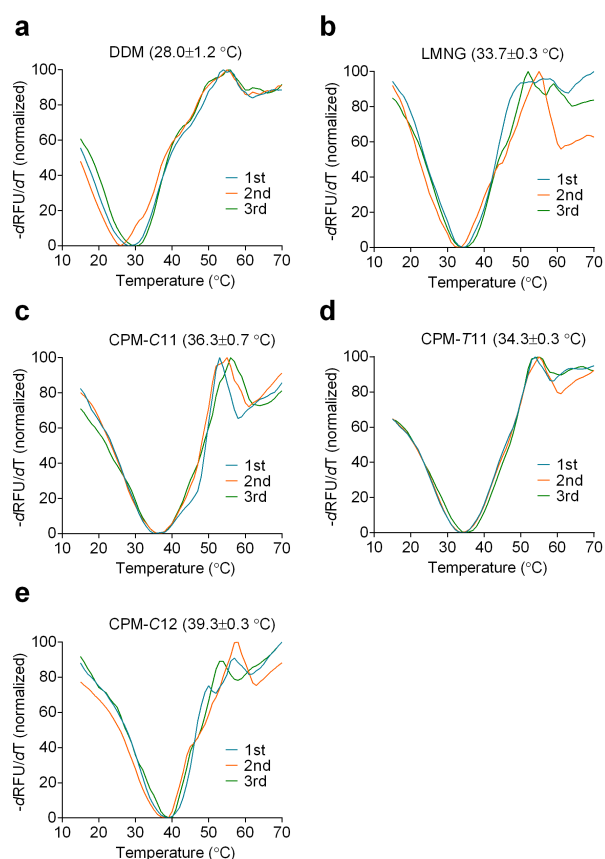 a
DDM (28.0±1.2 °C)
-dRFU/dT (normalized)
100
80
60
40
20
0
10 20 30 40 50 60 70
Temperature (°C)
1st
2nd
3rd
b
LMNG (33.7±0.3 °C)
-dRFU/dT (normalized)
100
80
60
40
20
0
10 20 30 40 50 60 70
Temperature (°C)
1st
2nd
3rd
c
CPM-C11 (36.3±0.7 °C)
-dRFU/dT (normalized)
100
80
60
40
20
0
10 20 30 40 50 60 70
Temperature (°C)
1st
2nd
3rd
d
CPM-T11 (34.3±0.3 °C)
-dRFU/dT (normalized)
100
80
60
40
20
0
10 20 30 40 50 60 70
Temperature (°C)
1st
2nd
3rd
e
CPM-C12 (39.3±0.3 °C)
-dRFU/dT (normalized)
100
80
60
40
20
0
10 20 30 40 50 60 70
Temperature (°C)
1st
2nd
3rd